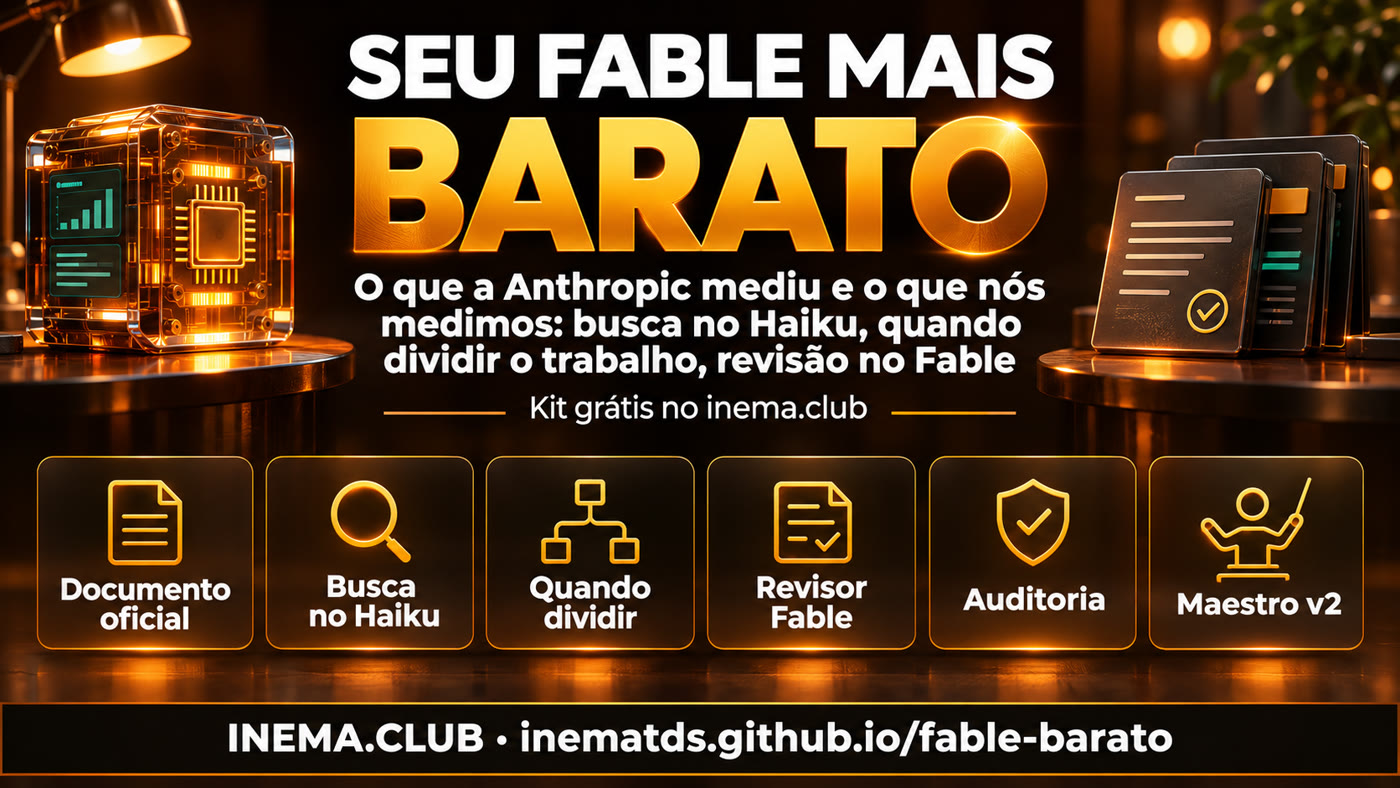 SEU FABLE MAIS
BARATO
O que a Anthropic mediu e o que nós
medimos: busca no Haiku, quando
dividir o trabalho, revisão no Fable
Kit grátis no inema.club
Documento
oficial
Busca
no Haiku
Quando
dividir
Revisor
Fable
Auditoria
Maestro v2
INEMA.CLUB • inematds.github.io/fable-barato